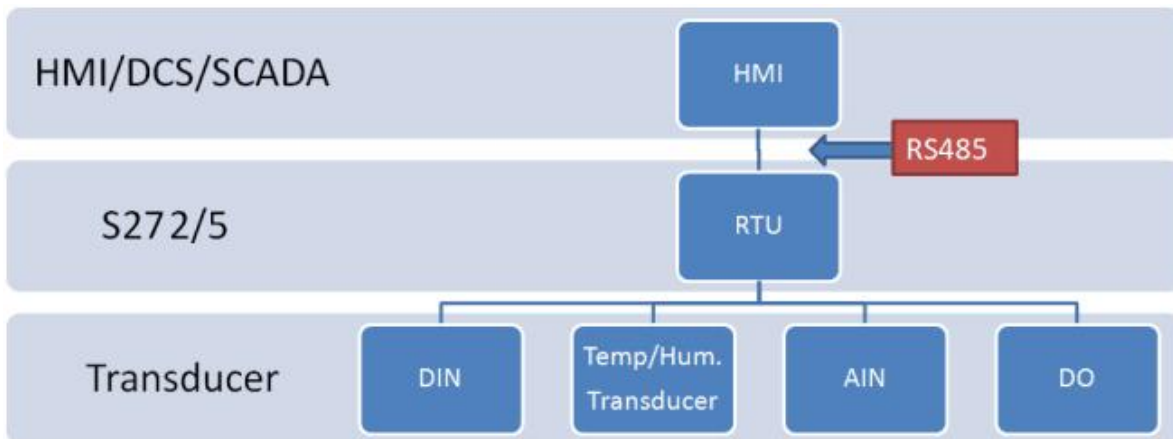 HMI/DCS/SCADA
HMI
RS485
S272/5
RTU
Transducer
DIN
Temp/Hum.
Transducer
AIN
DO